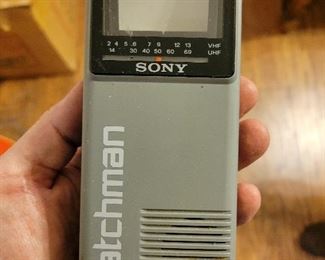 2 4 5 ·6 7 9 12 13 VHF
14 30 40 50 60 69 UHF
SONY
atchman